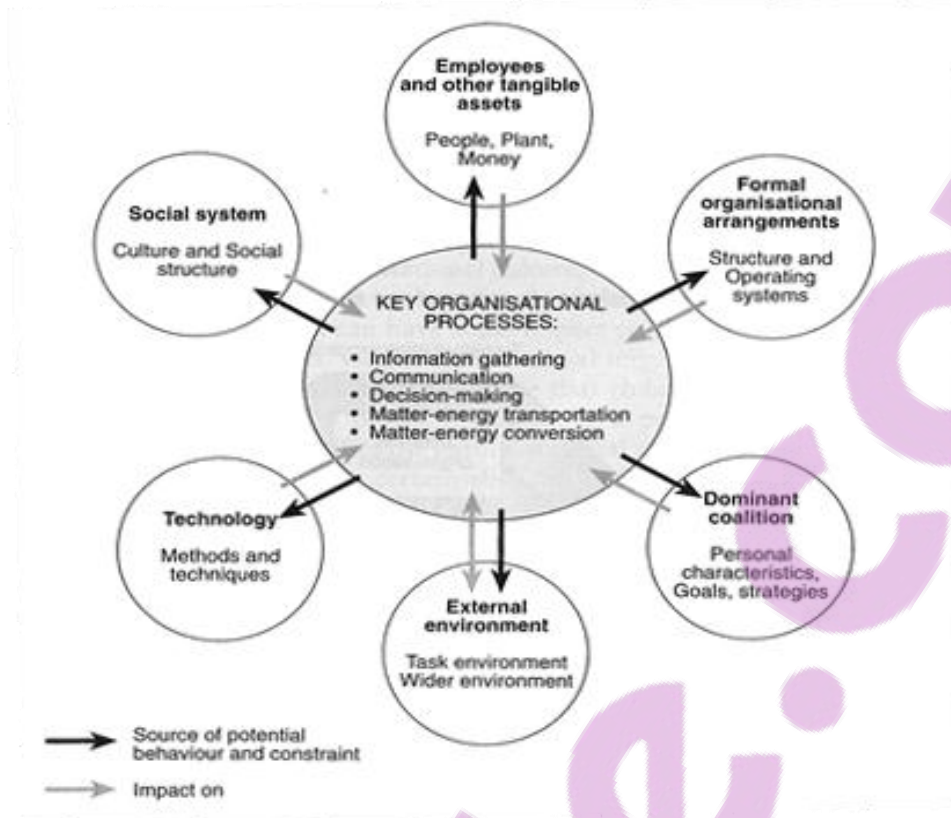 Employees
and other tangible
assets
People, Plant,
Money
Social system
Culture and Social
structure
Formal
organisational
arrangements
Structure and
Operating
systems
KEY ORGANISATIONAL
PROCESSES:
• Information gathering
• Communication
• Decision-making
• Matter-energy transportation
• Matter-energy conversion
Technology
Methods and
techniques
Dominant
coalition
Personal
characteristics,
Goals, strategies
External
environment
Task environment
Wider environment
Source of potential
behaviour and constraint
Impact on